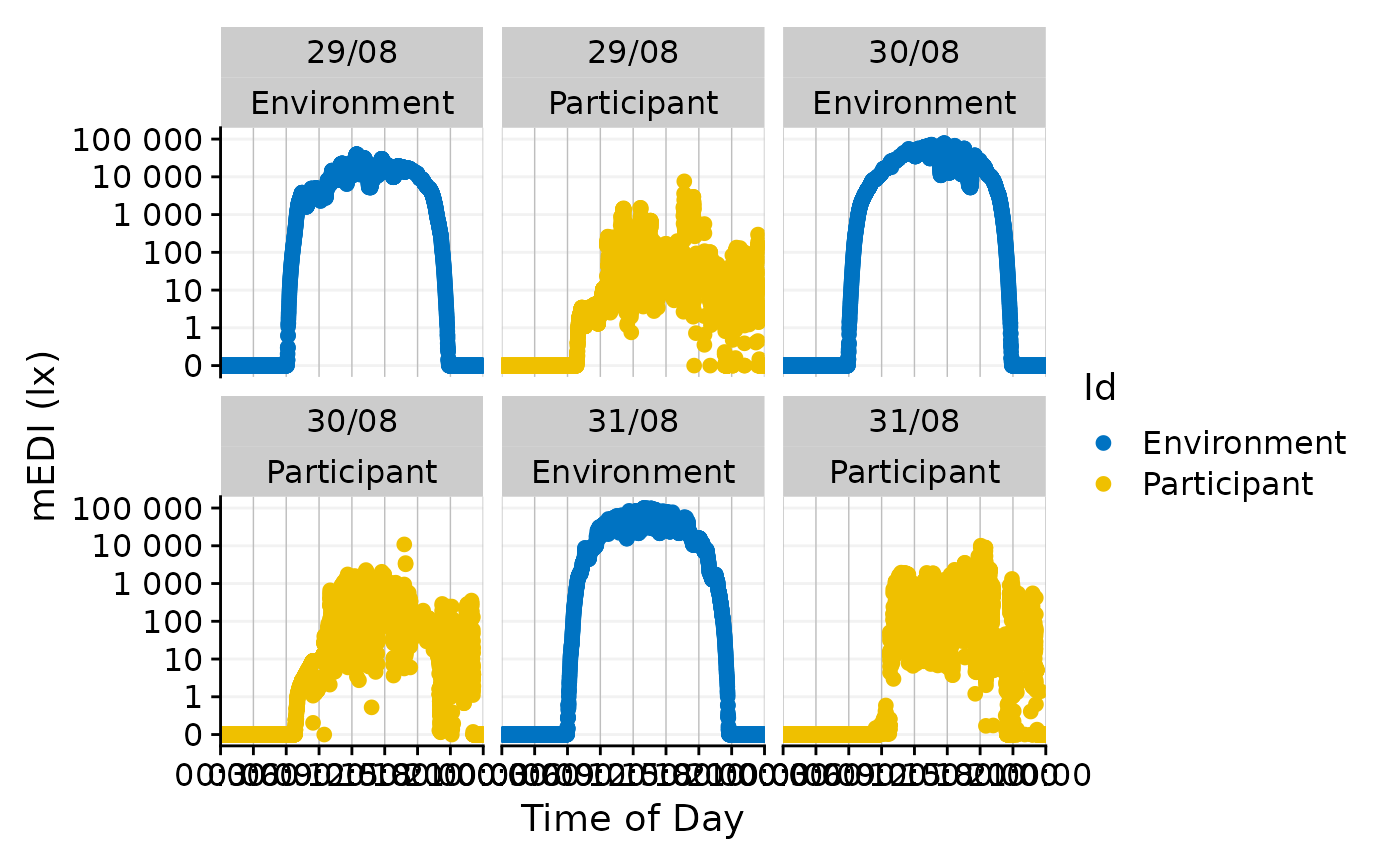 29/08 29/08 30/08
Environment Participant Environment
100 000
10 000
1 000
100
10
1
0
30/08 31/08 31/08
Participant Environment Participant
100 000
10 000
1 000
100
10
1
0
Time of Day
mEDI (lx)
Id
Environment
Participant